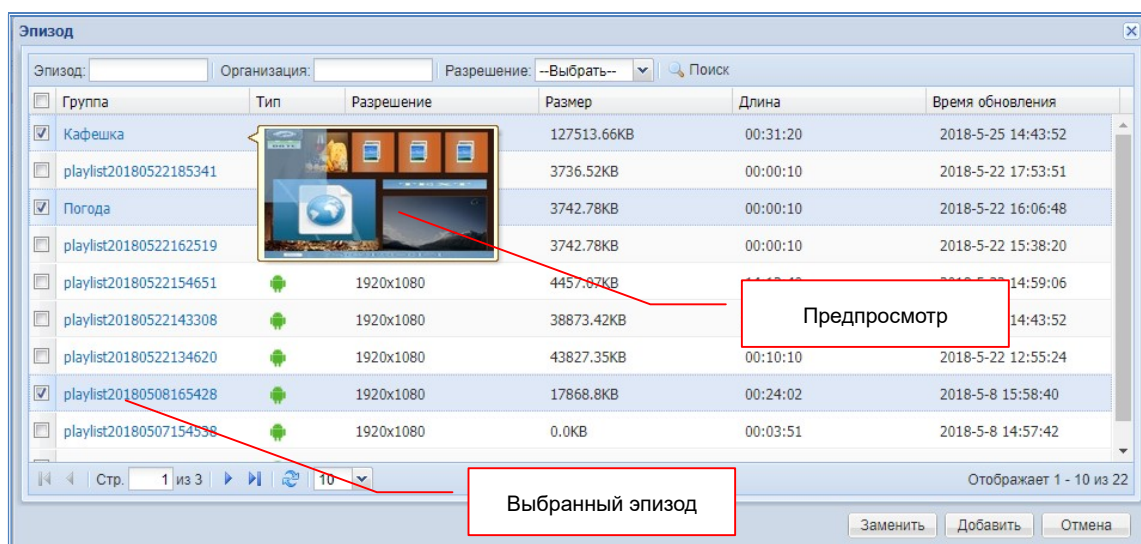 Эпизод
Эпизод: Организация: Разрешение: --Выбрать-- Поиск
Группа Тип Разрешение Размер Длина Время обновления
Кафешка 127513.66KB 00:31:20 2018-5-25 14:43:52
playlist20180522185341 3736.52KB 00:00:10 2018-5-22 17:53:51
Погода 3742.78KB 00:00:10 2018-5-22 16:06:48
playlist20180522162519 3742.78KB 00:00:10 2018-5-22 15:38:20
playlist20180522154651 1920x1080 4457.07KB 14:59:06
Предпросмотр
playlist20180522143308 1920x1080 38873.42KB 14:43:52
playlist20180522134620 1920x1080 43827.35KB 00:10:10 2018-5-22 12:55:24
playlist20180508165428 1920x1080 17868.8KB 00:24:02 2018-5-8 15:58:40
playlist20180507154538 1920x1080 0.0KB 00:03:51 2018-5-8 14:57:42
Стр. 1 из 3 10 Отображает 1 - 10 из 22
Выбранный эпизод
Заменить Добавить Отмена